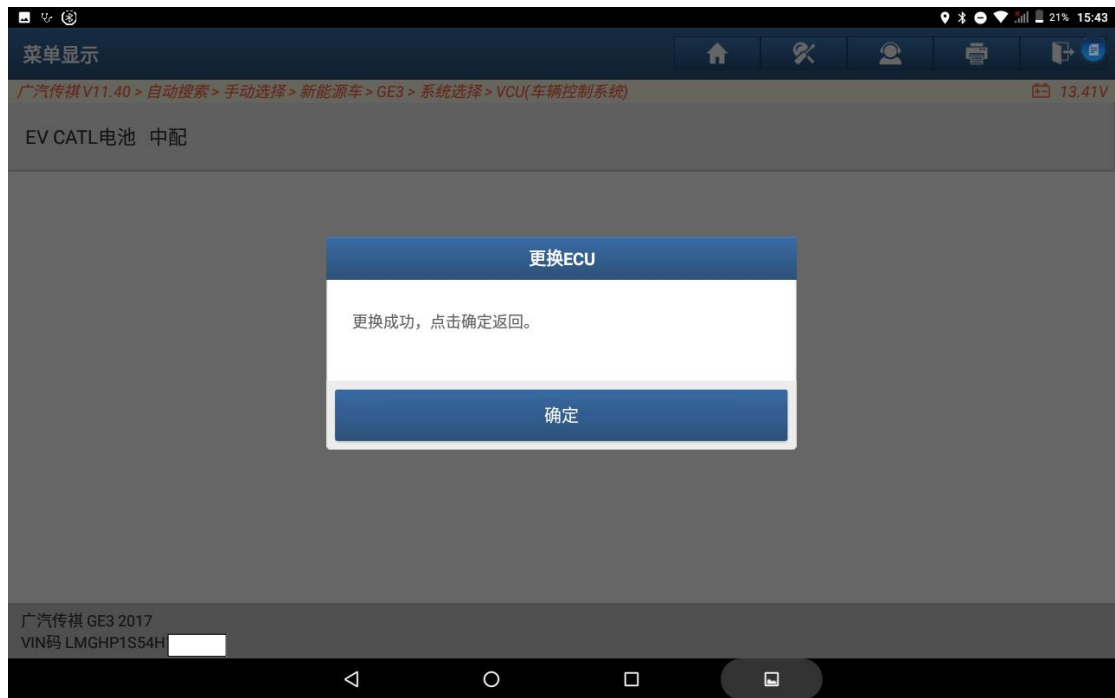 21% 15:43
菜单显示
广汽传祺 V11.40 > 自动搜索 > 手动选择 > 新能源车 > GE3 > 系统选择 > VCU(车辆控制系统)
13.41V
EV CATL电池 中配
更换ECU
更换成功，点击确定返回。
确定
广汽传祺 GE3 2017
VIN码 LMGHP1S54H